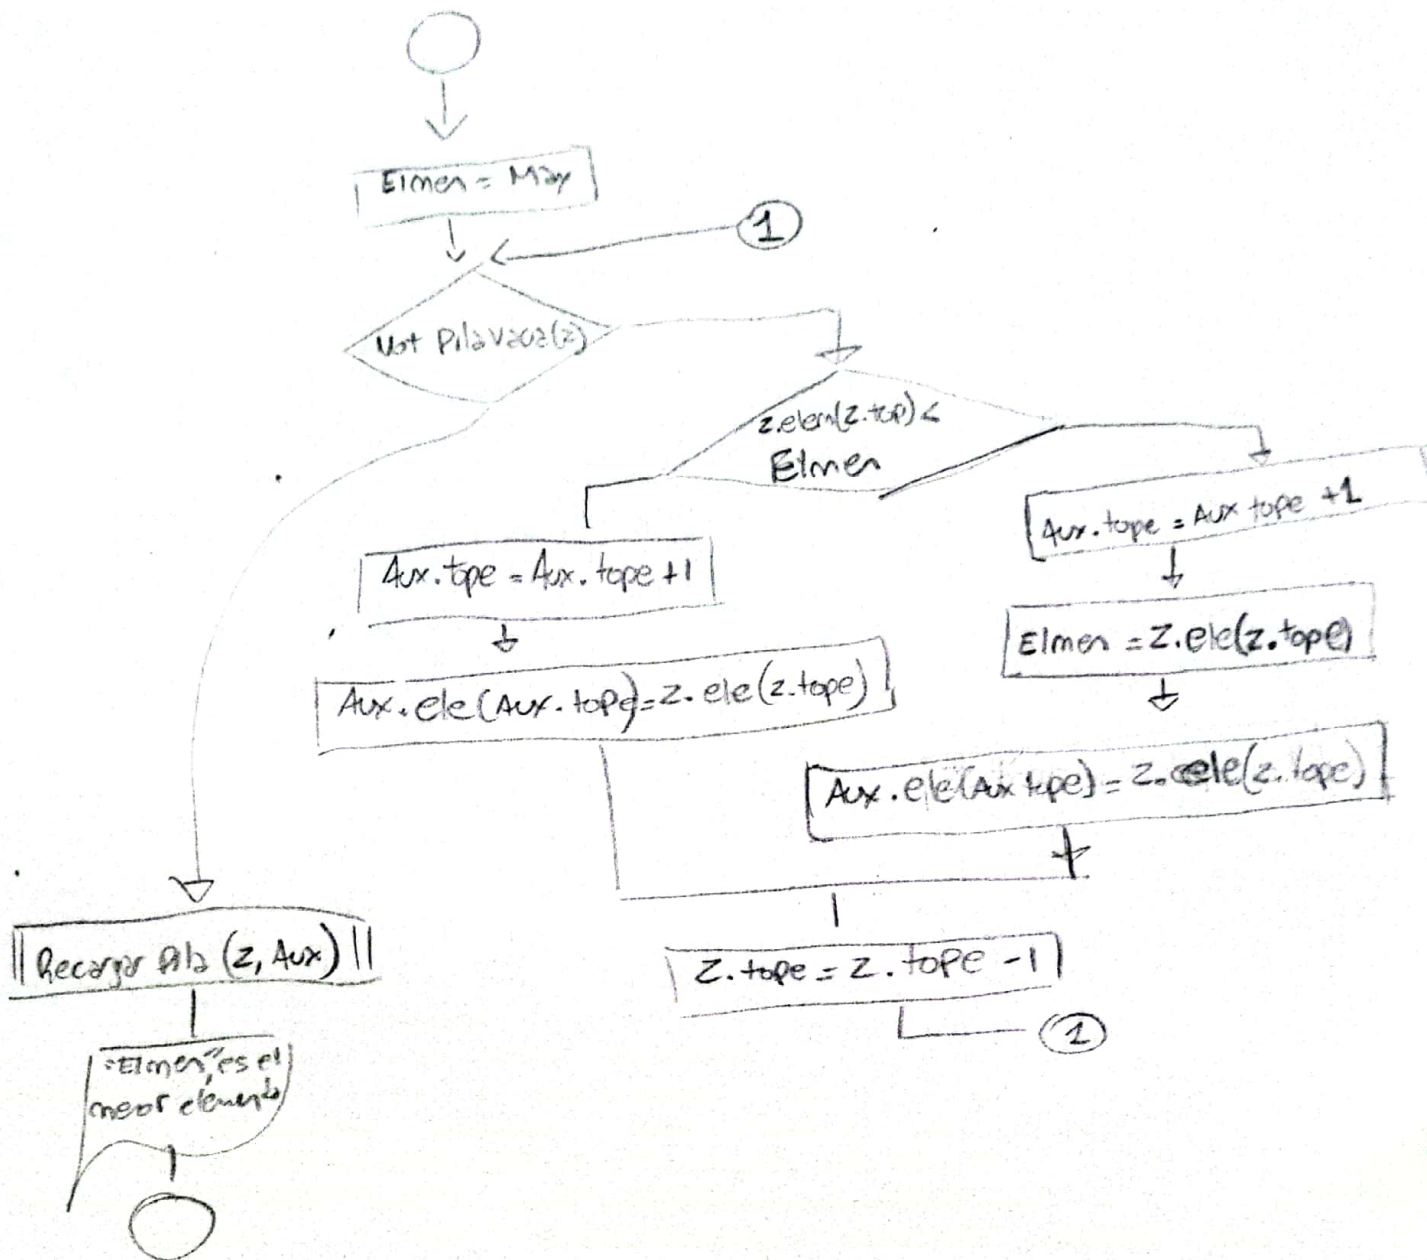 Elmen = Max
1
Not Pilavacia(z)
z.elem(z.top) <
Elmen
Aux.tope = Aux tope +1
Aux.tope = Aux.tope +1
Elmen = Z.ele(z.tope)
Aux.ele(Aux.tope) = Z.ele(z.tope)
Aux.ele(Aux tope) = Z.ele(z.tope)
Recargar Pila (Z, Aux)
Z.tope = Z.tope -1
1
"Elmen" es el
menor elemento